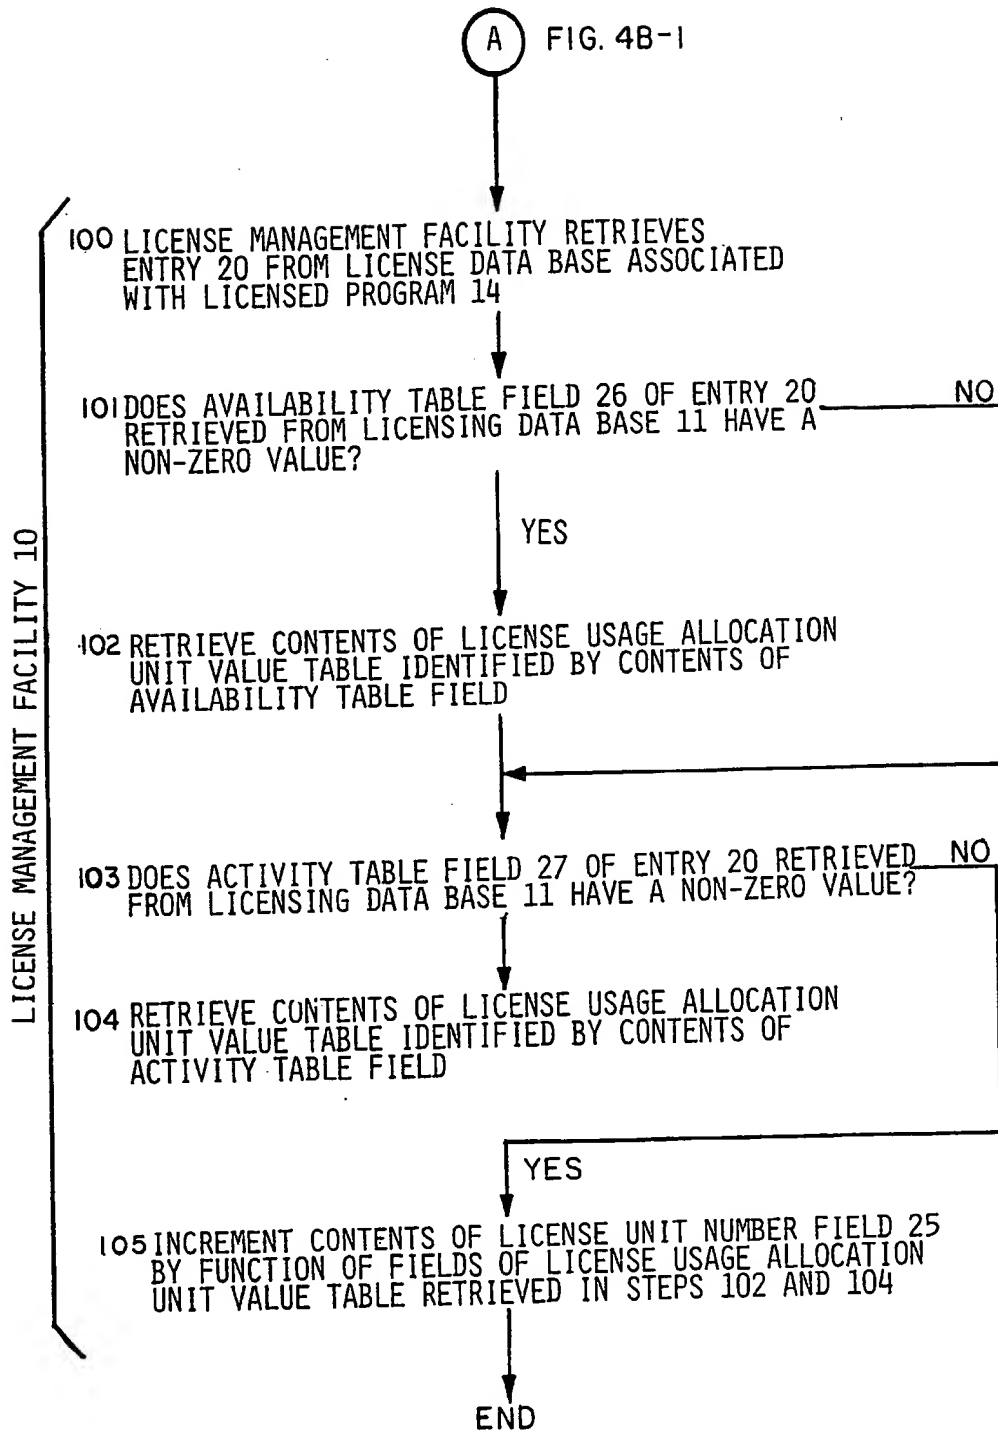 A FIG. 4B-1
100 LICENSE MANAGEMENT FACILITY RETRIEVES
ENTRY 20 FROM LICENSE DATA BASE ASSOCIATED
WITH LICENSED PROGRAM 14
101 DOES AVAILABILITY TABLE FIELD 26 OF ENTRY 20
RETRIEVED FROM LICENSING DATA BASE 11 HAVE A
NON-ZERO VALUE?
NO
YES
102 RETRIEVE CONTENTS OF LICENSE USAGE ALLOCATION
UNIT VALUE TABLE IDENTIFIED BY CONTENTS OF
AVAILABILITY TABLE FIELD
103 DOES ACTIVITY TABLE FIELD 27 OF ENTRY 20 RETRIEVED
FROM LICENSING DATA BASE 11 HAVE A NON-ZERO VALUE?
NO
104 RETRIEVE CONTENTS OF LICENSE USAGE ALLOCATION
UNIT VALUE TABLE IDENTIFIED BY CONTENTS OF
ACTIVITY TABLE FIELD
YES
105 INCREMENT CONTENTS OF LICENSE UNIT NUMBER FIELD 25
BY FUNCTION OF FIELDS OF LICENSE USAGE ALLOCATION
UNIT VALUE TABLE RETRIEVED IN STEPS 102 AND 104
END
LICENSE MANAGEMENT FACILITY 10